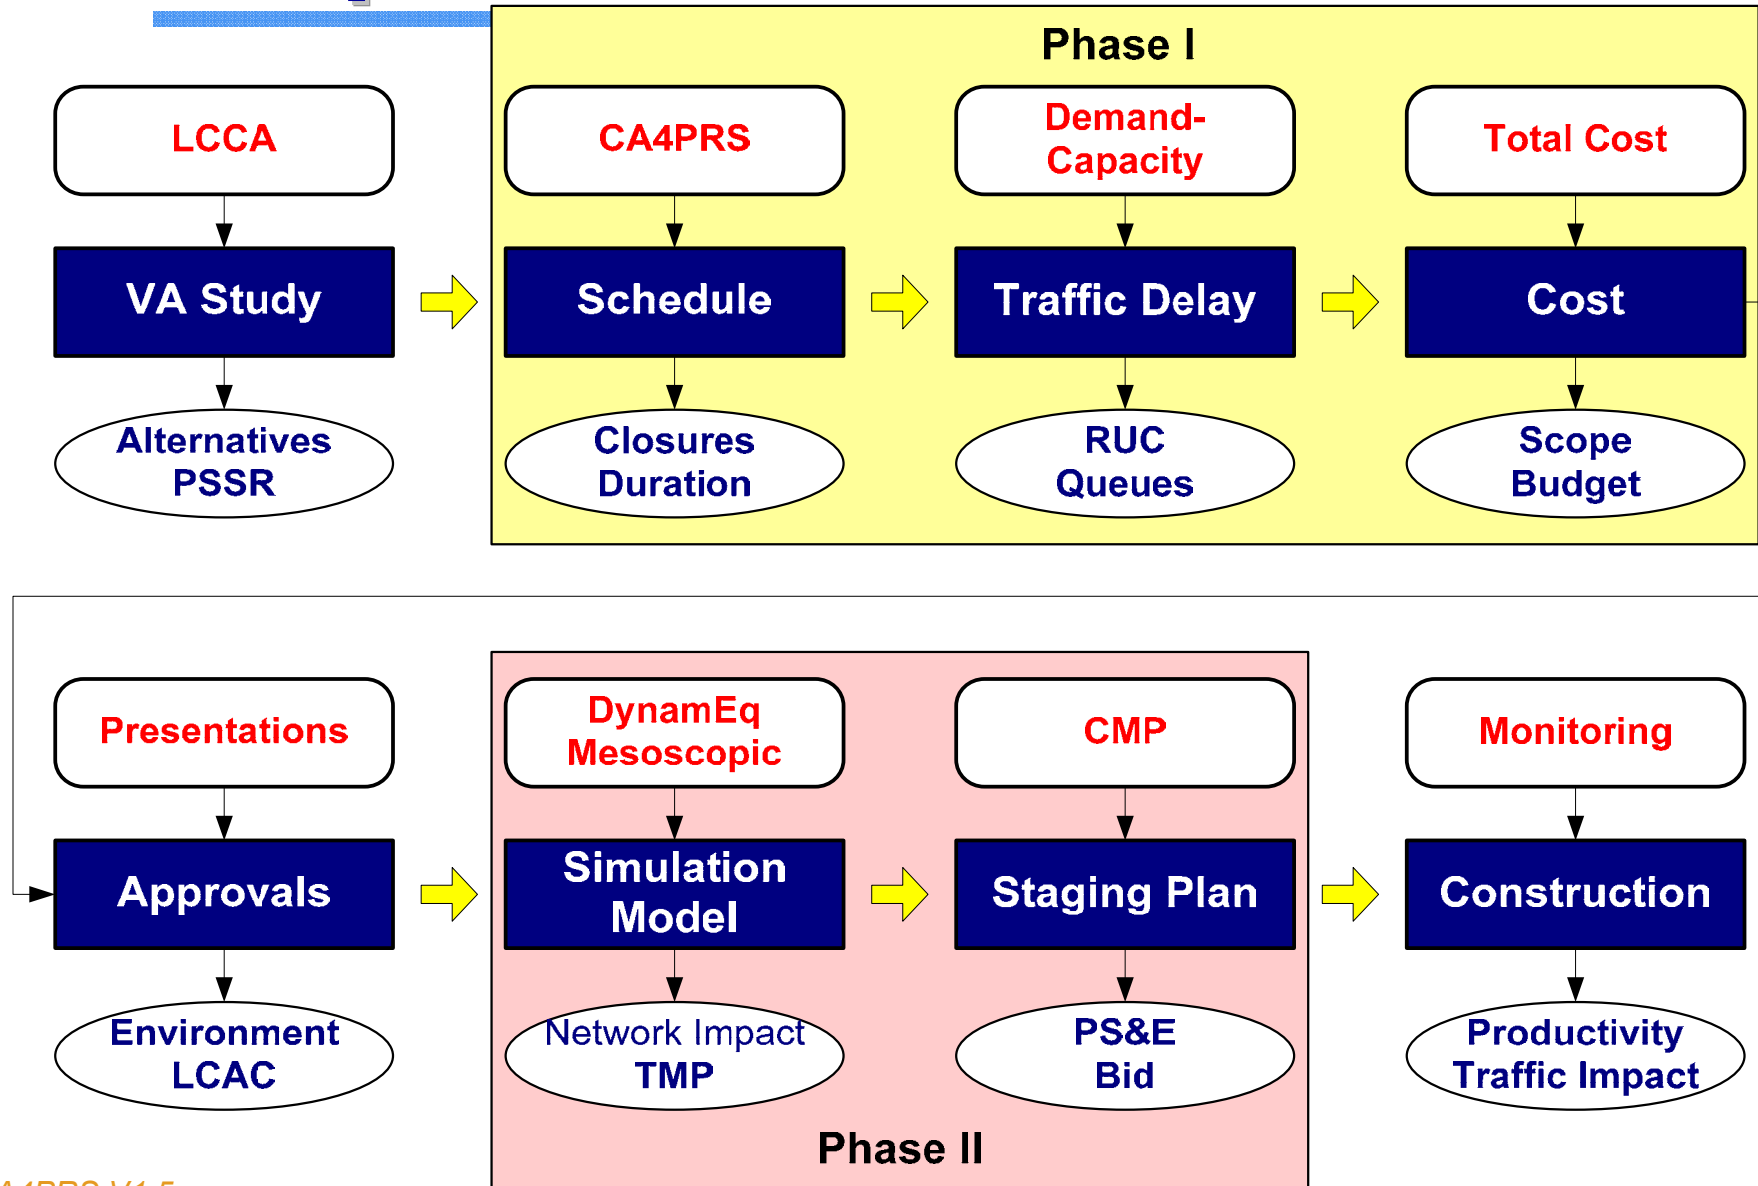 Phase I
LCCA
CA4PRS
Demand-
Capacity
Total Cost
VA Study
Schedule
Traffic Delay
Cost
Alternatives
PSSR
Closures
Duration
RUC
Queues
Scope
Budget
Presentations
DynamEq
Mesoscopic
CMP
Monitoring
Approvals
Simulation
Model
Staging Plan
Construction
Environment
LCAC
Network Impact
TMP
PS&E
Bid
Productivity
Traffic Impact
Phase II